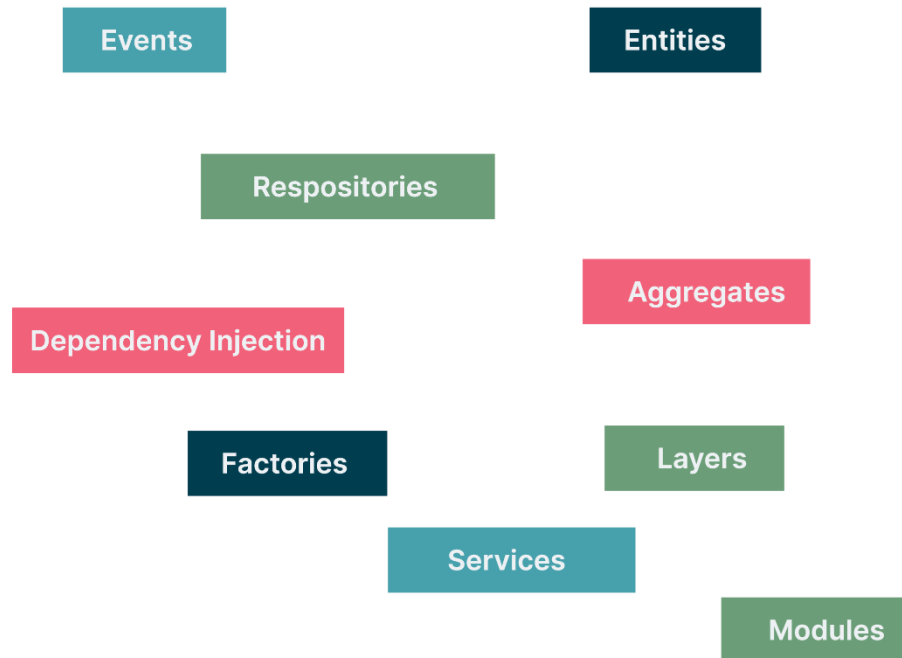 Events
Entities
Respositories
Aggregates
Dependency Injection
Factories
Layers
Services
Modules